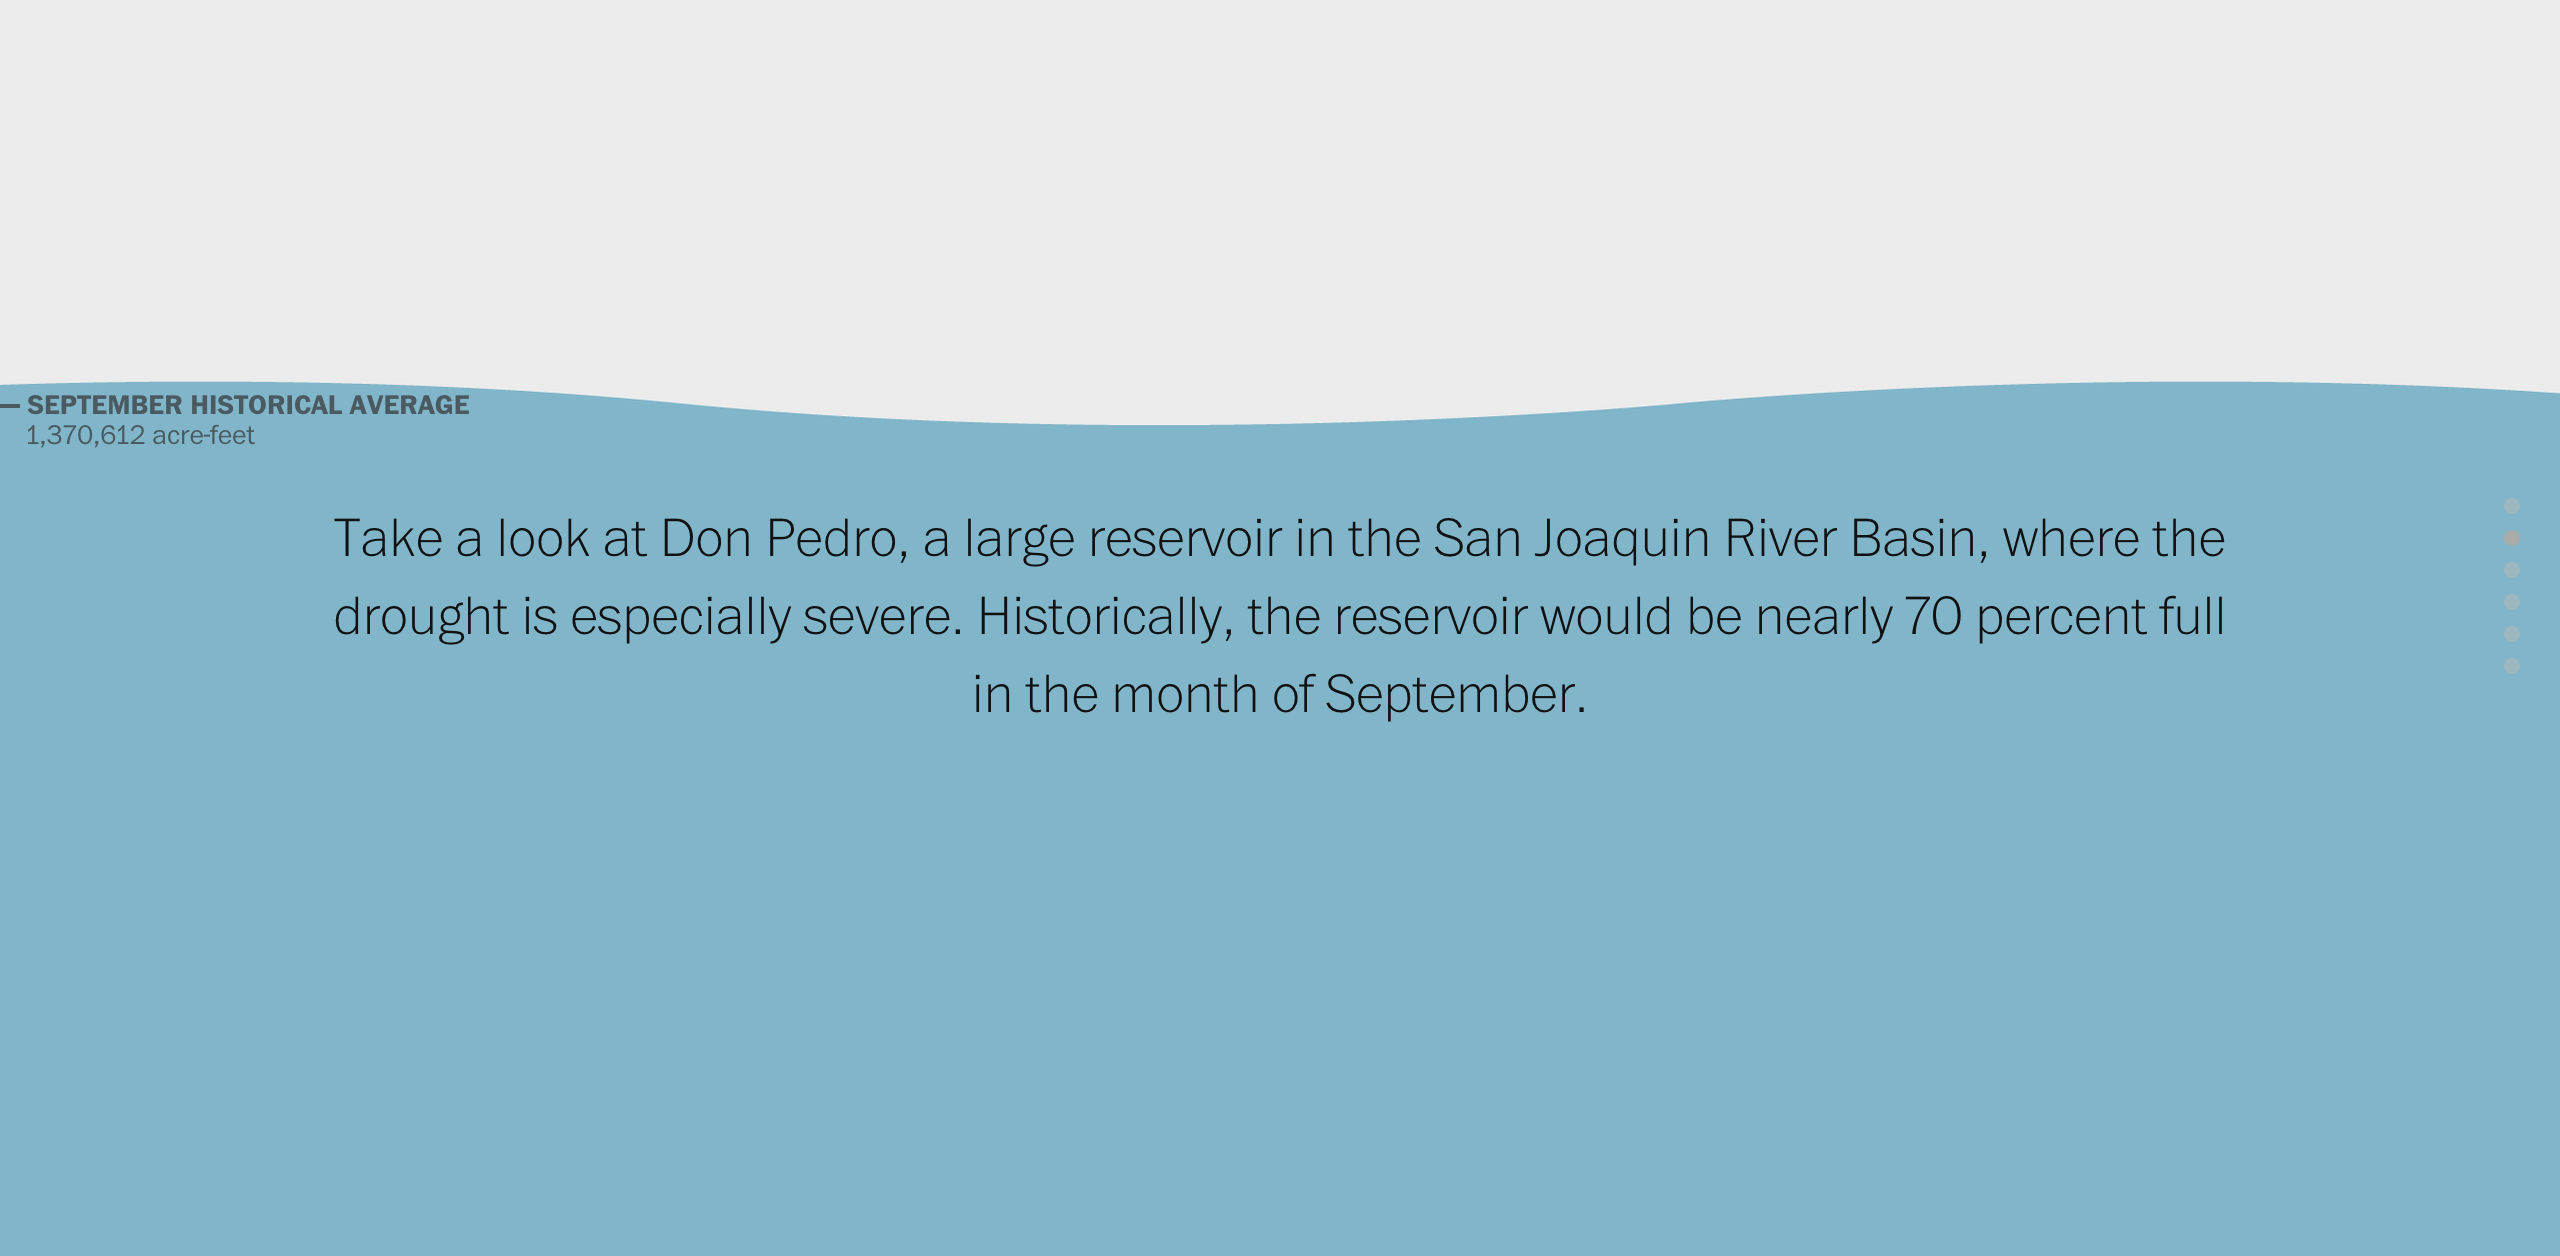 — SEPTEMBER HISTORICAL AVERAGE
1,370,612 acre-feet
Take a look at Don Pedro, a large reservoir in the San Joaquin River Basin, where the
drought is especially severe. Historically, the reservoir would be nearly 70 percent full
in the month of September.